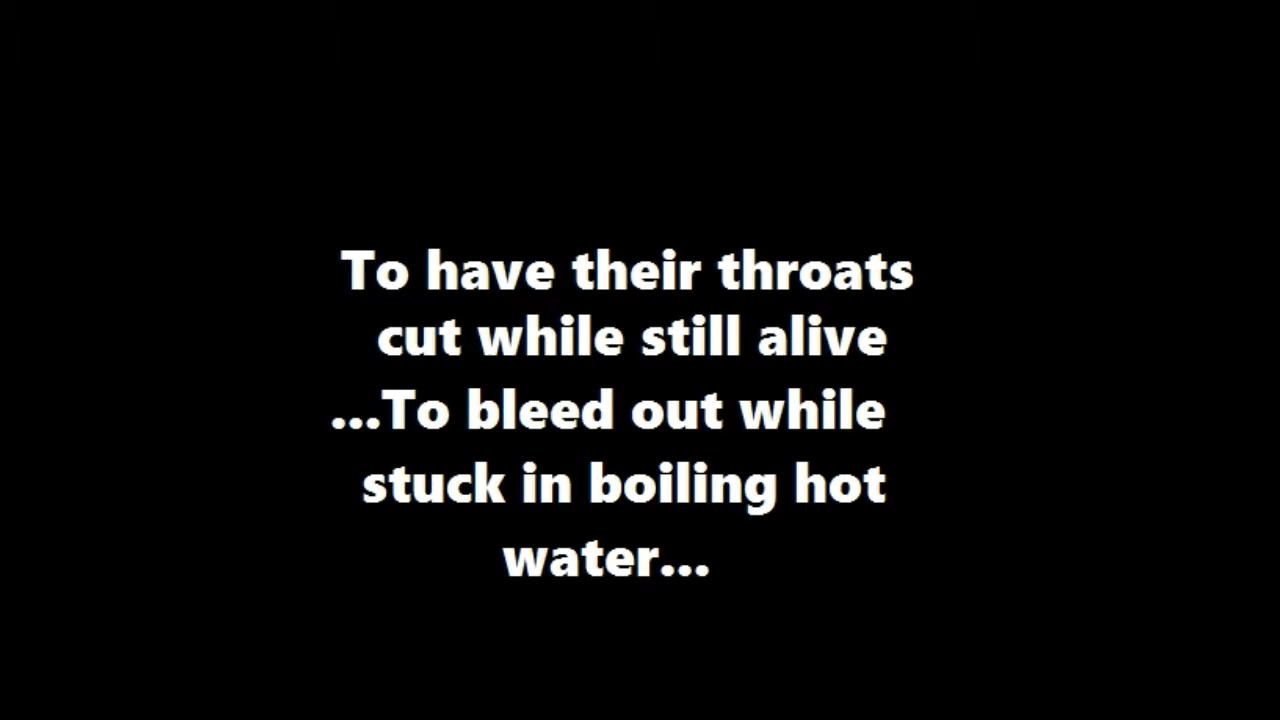 To have their throats
cut while still alive
...To bleed out while
stuck in boiling hot
water...